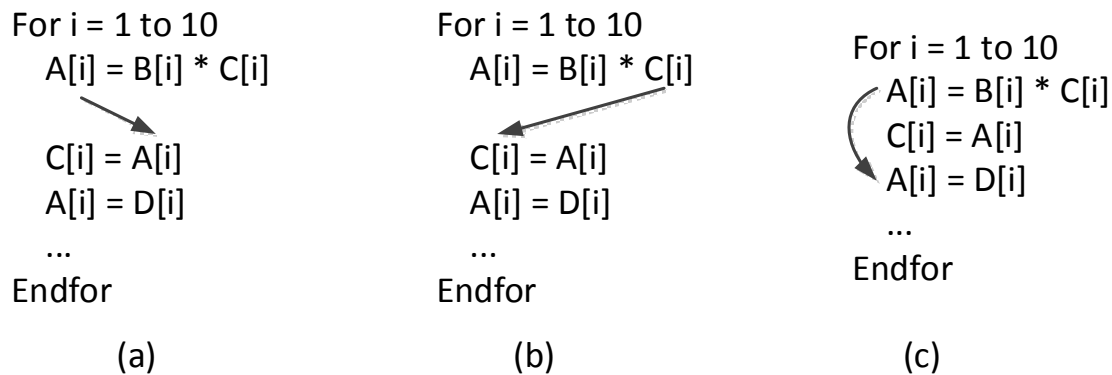 For i = 1 to 10
A[i] = B[i] * C[i]
C[i] = A[i]
A[i] = D[i]
...
Endfor
(a)
For i = 1 to 10
A[i] = B[i] * C[i]
C[i] = A[i]
A[i] = D[i]
...
Endfor
(b)
For i = 1 to 10
A[i] = B[i] * C[i]
C[i] = A[i]
A[i] = D[i]
...
Endfor
(c)